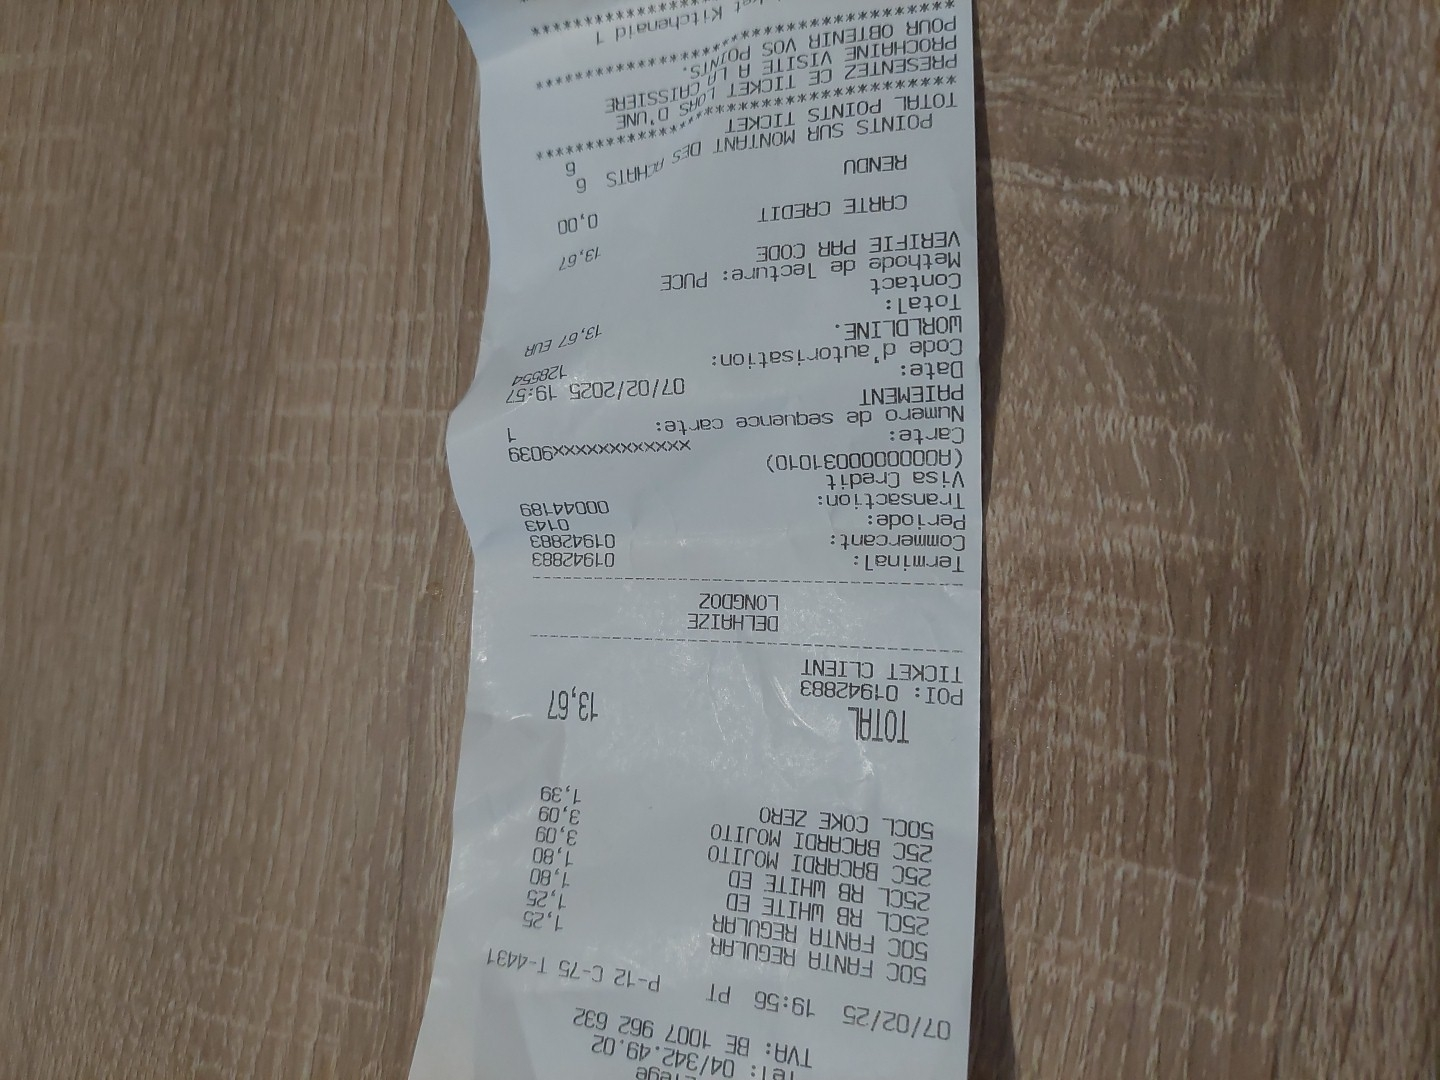 Tel: 04/342.49.02
TVA: BE 1007 962 632
07/02/25 19:56 PT P-12 C-75 T-4431
50C FANTA REGULAR 1,25
50C FANTA REGULAR 1,25
25CL RB WHITE ED 1,80
25CL RB WHITE ED 1,80
25C BACARDI MOJITO 3,09
25C BACARDI MOJITO 3,09
50CL COKE ZERO 1,39
TOTAL 13,67
POI: 01942883
TICKET CLIENT
DELHAIZE
LONGDOZ
Terminal: 01942883
Commercant: 01942883
Periode: 0143
Transaction: 00044189
Visa Credit
(A0000000031010)
Carte: xxxxxxxxxxxx9039
Numero de sequence carte: 1
PAIEMENT
Date: 07/02/2025 19:57
Code d'autorisation: 128554
WORLDLINE.
Total: 13,67 EUR
Contact
Methode de lecture: PUCE
VERIFIE PAR CODE
CARTE CREDIT 13,67
RENDU 0,00
POINTS SUR MONTANT DES ACHATS 6
TOTAL POINTS TICKET 6
PRESENTEZ CE TICKET LORS D'UNE
PROCHAINE VISITE A LA CAISSIERE
POUR OBTENIR VOS POINTS.
Kitchenaid 1